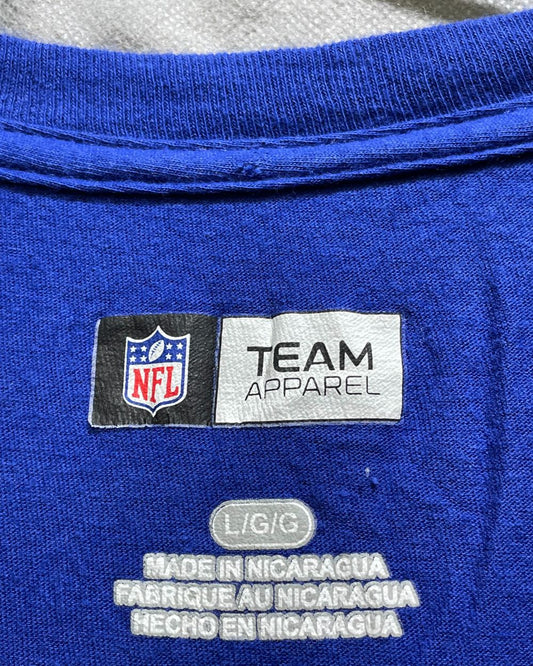 NFL
TEAM
APPAREL
L/G/G
MADE IN NICARAGUA
FABRIQUE AU NICARAGUA
HECHO EN NICARAGUA